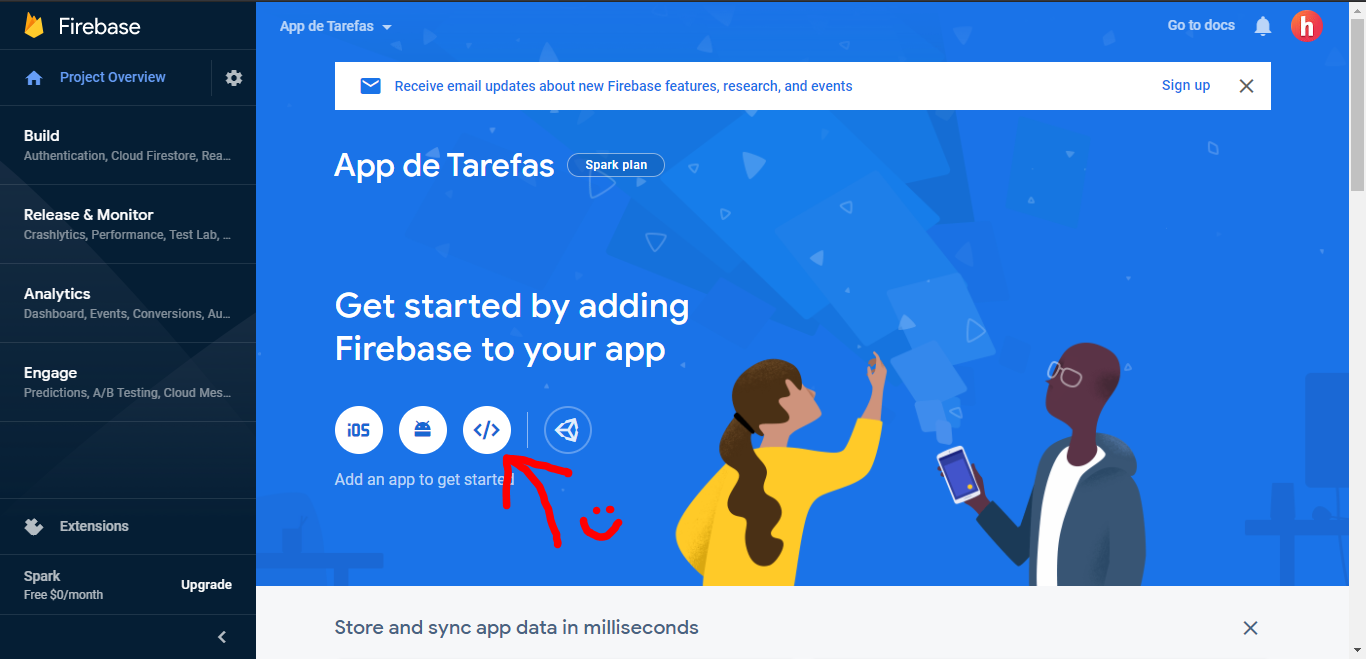 Firebase
App de Tarefas
Go to docs
h
Project Overview
Receive email updates about new Firebase features, research, and events
Sign up
Build
Authentication, Cloud Firestore, Rea...
App de Tarefas
Spark plan
Release & Monitor
Crashlytics, Performance, Test Lab, ...
Analytics
Dashboard, Events, Conversions, Au...
Get started by adding
Firebase to your app
Engage
Predictions, A/B Testing, Cloud Mes...
iOS
</>
Add an app to get started
Extensions
Spark
Free $0/month
Upgrade
Store and sync app data in milliseconds